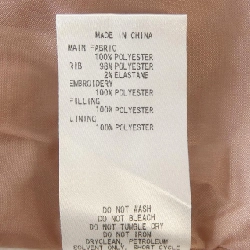 MADE IN CHINA
MAIN FABRIC
100% POLYESTER
RIB 98% POLYESTER
2% ELASTANE
EMBROIDERY
100% POLYESTER
FILLING
100% POLYESTER
LINING
100% POLYESTER
DO NOT WASH
DO NOT BLEACH
DO NOT TUMBLE DRY
DO NOT IRON
DRYCLEAN, PETROLEUM
SOLVENT ONLY, SHORT CYCLE